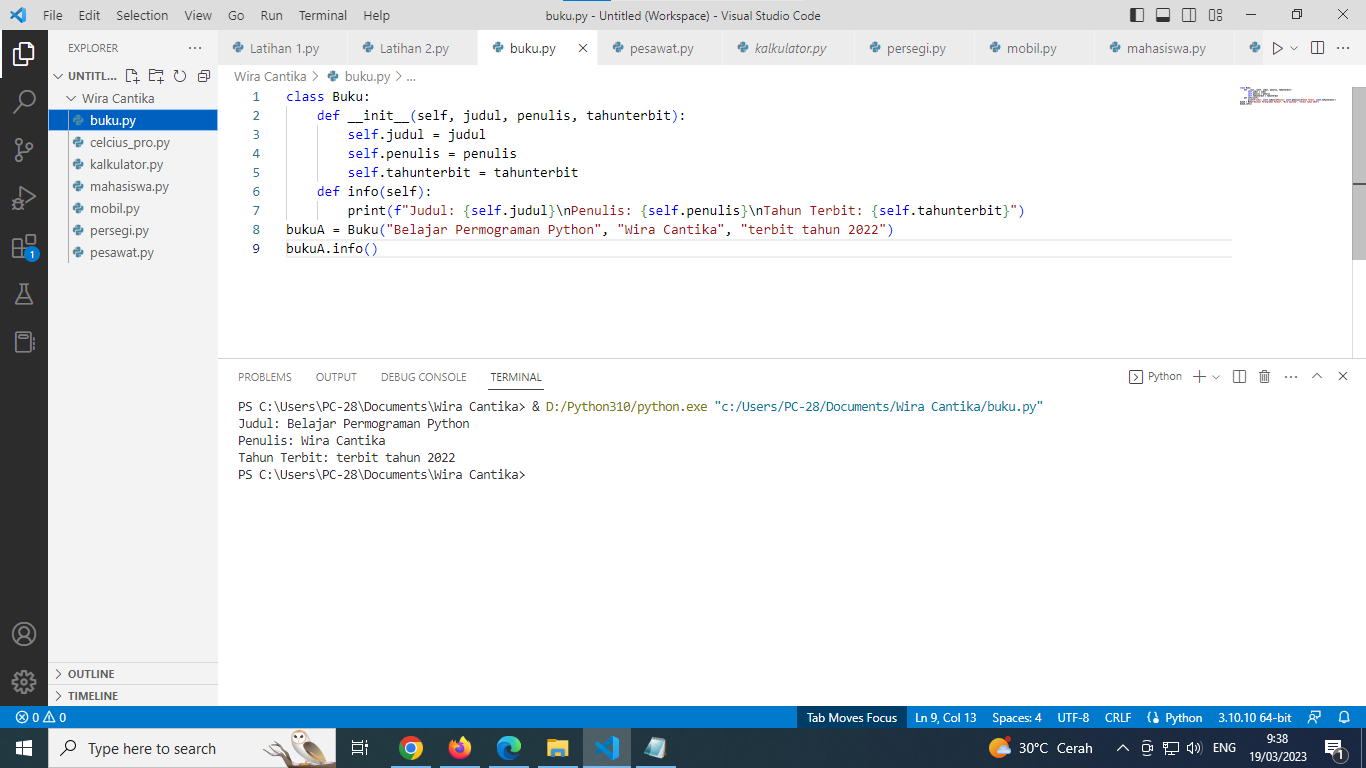 File Edit Selection View Go Run Terminal Help
buku.py - Untitled (Workspace) - Visual Studio Code
EXPLORER
UNTITL...
Wira Cantika
buku.py
celcius_pro.py
kalkulator.py
mahasiswa.py
mobil.py
persegi.py
pesawat.py
OUTLINE
TIMELINE
1
Latihan 1.py Latihan 2.py buku.py pesawat.py kalkulator.py persegi.py mobil.py mahasiswa.py
Wira Cantika > buku.py > ...
1 class Buku:
2 def __init__(self, judul, penulis, tahunterbit):
3 self.judul = judul
4 self.penulis = penulis
5 self.tahunterbit = tahunterbit
6 def info(self):
7 print(f"Judul: {self.judul}\nPenulis: {self.penulis}\nTahun Terbit: {self.tahunterbit}")
8 bukuA = Buku("Belajar Permograman Python", "Wira Cantika", "terbit tahun 2022")
9 bukuA.info()
PROBLEMS OUTPUT DEBUG CONSOLE TERMINAL
Python
PS C:\Users\PC-28\Documents\Wira Cantika> & D:/Python310/python.exe "c:/Users/PC-28/Documents/Wira Cantika/buku.py"
Judul: Belajar Permograman Python
Penulis: Wira Cantika
Tahun Terbit: terbit tahun 2022
PS C:\Users\PC-28\Documents\Wira Cantika>
0 0 Tab Moves Focus Ln 9, Col 13 Spaces: 4 UTF-8 CRLF Python 3.10.10 64-bit
Type here to search
30°C Cerah
ENG
9:38
19/03/2023
1